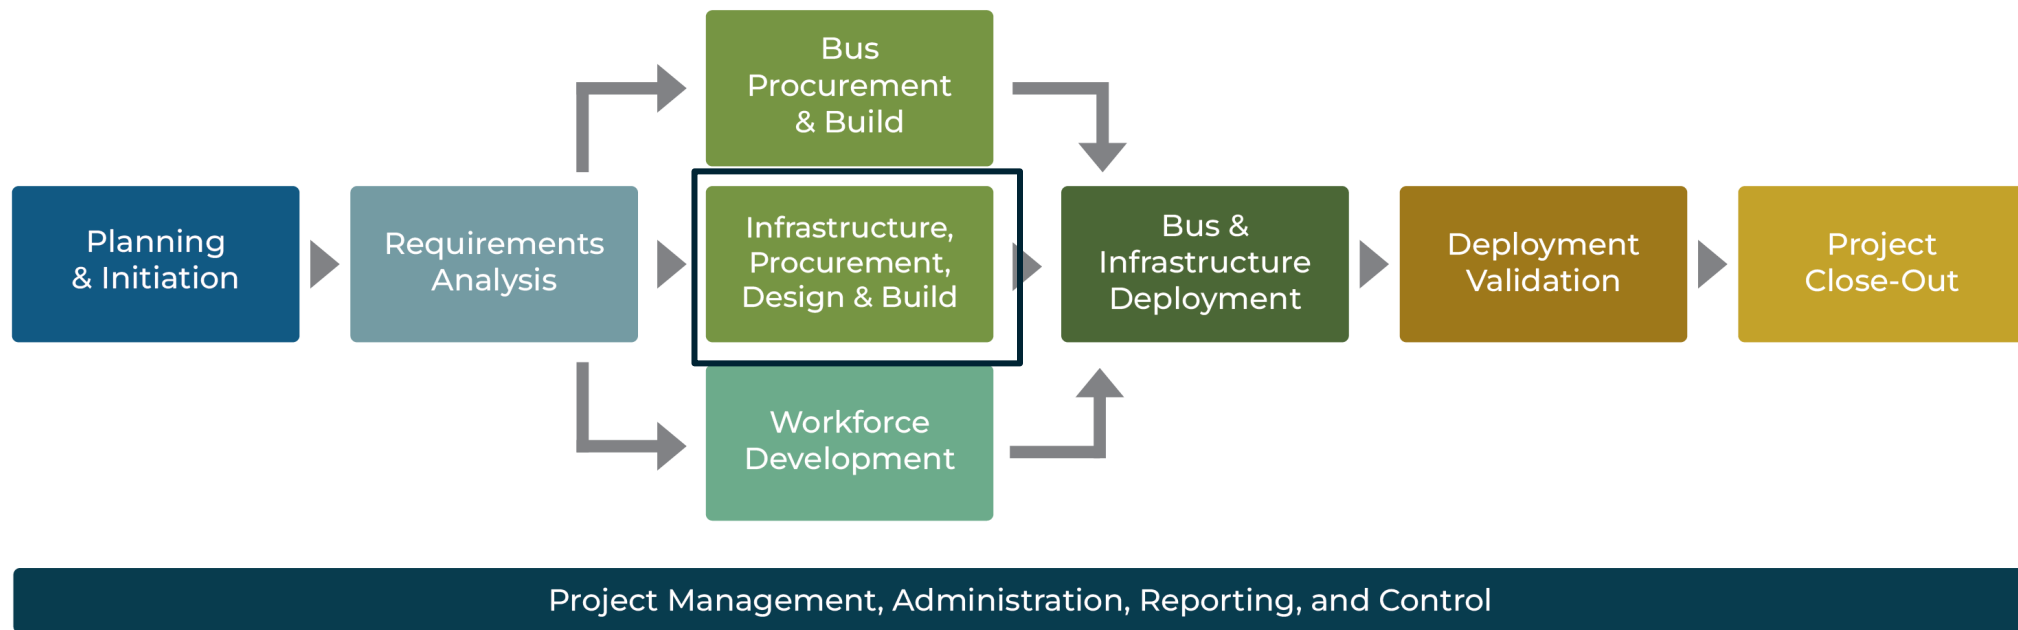 Bus
Procurement
& Build
Planning
& Initiation
Requirements
Analysis
Infrastructure,
Procurement,
Design & Build
Bus &
Infrastructure
Deployment
Deployment
Validation
Project
Close-Out
Workforce
Development
Project Management, Administration, Reporting, and Control